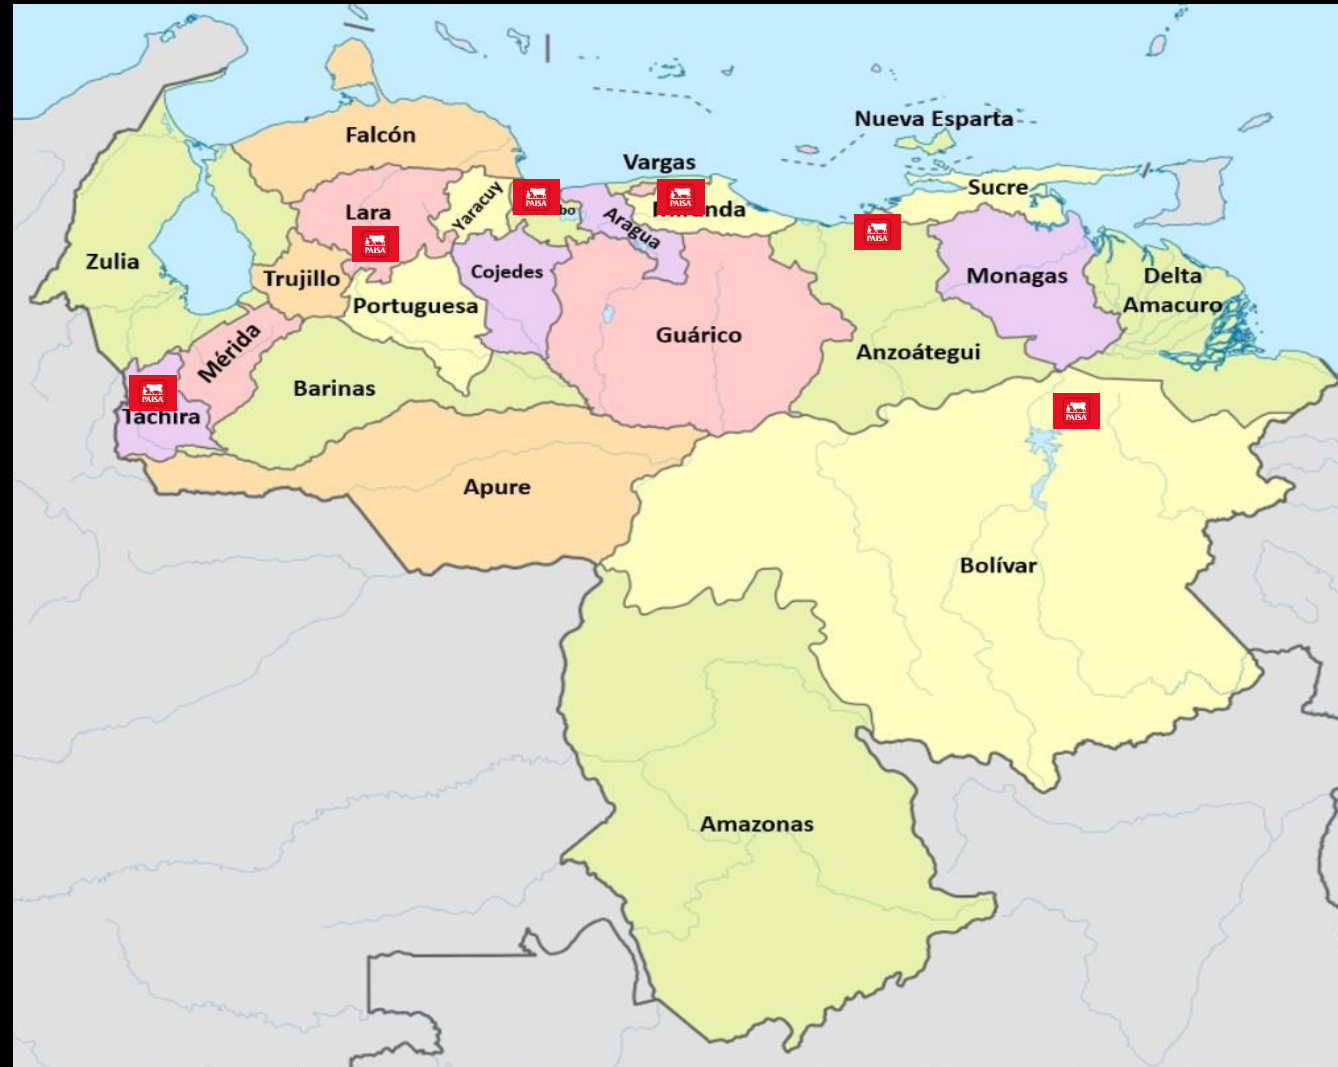 Nueva Esparta
Falcón
Vargas
PAISA
PAISA
Sucre
Yaracuy
bo
Miranda
Lara
PAISA
Aragua
PAISA
Zulia
Trujillo
Cojedes
Monagas
Delta
Amacuro
Portuguesa
Guárico
Mérida
Anzoátegui
Barinas
PAISA
Táchira
PAISA
Apure
Bolívar
Amazonas